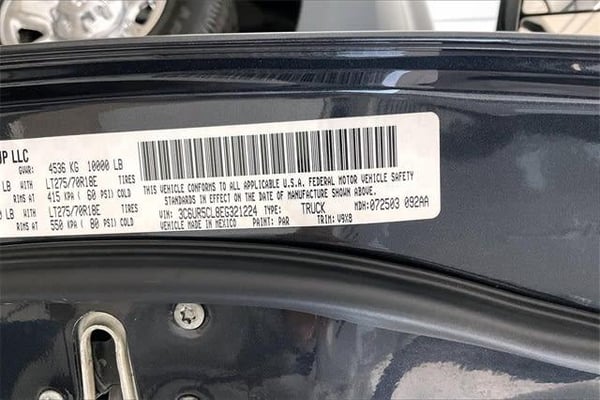 UP LLC
GVWR: 4536 KG 10000 LB
LB WITH LT275/70R18E
RIMS AT 415 KPA ( 60 PSI) COLD
LB WITH LT275/70R18E
RIMS AT 550 KPA ( 80 PSI) COLD
THIS VEHICLE CONFORMS TO ALL APPLICABLE U.S.A. FEDERAL MOTOR VEHICLE SAFETY
STANDARDS IN EFFECT ON THE DATE OF MANUFACTURE SHOWN ABOVE.
VIN: 3C6UR5CL8EG321224 TYPE: TRUCK MDH: 072503 092AA
VEHICLE MADE IN MEXICO PAINT: PAR TRIM: V9X8